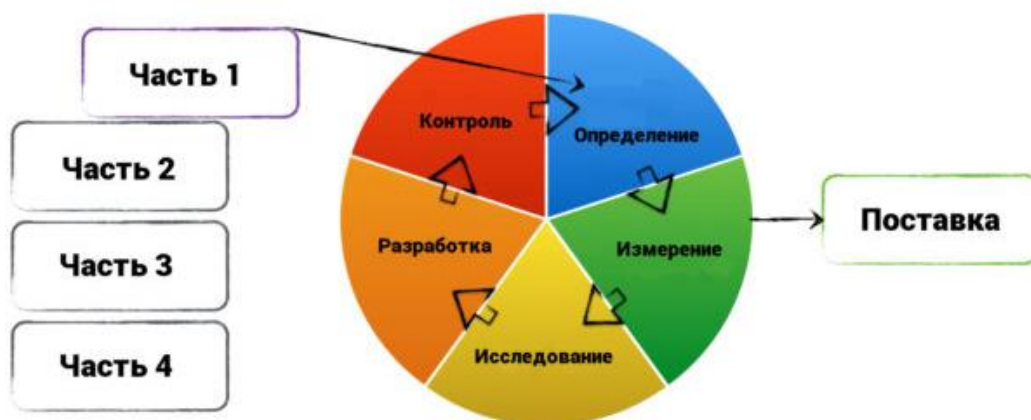 Часть 1
Часть 2
Часть 3
Часть 4
Контроль
Определение
Разработка
Измерение
Исследование
Поставка